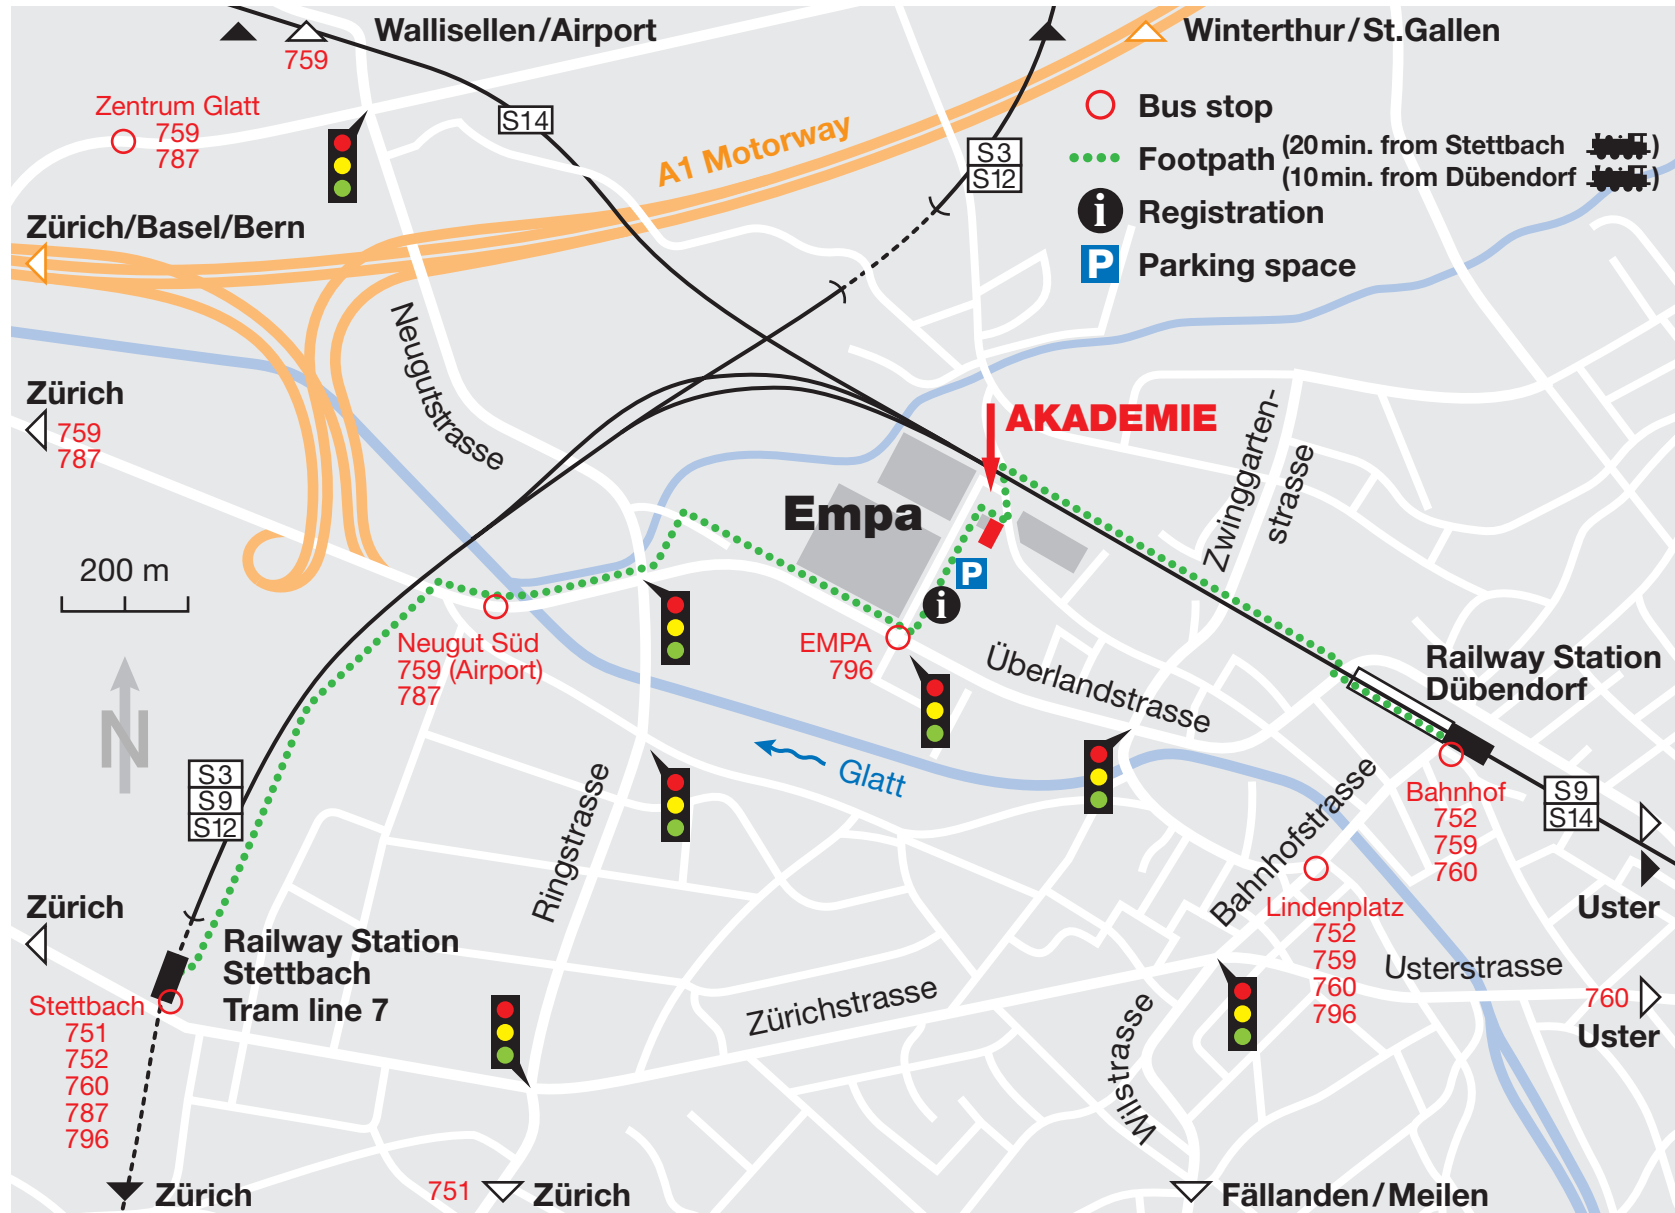 Wallisellen/Airport
759
Winterthur/St.Gallen
Zentrum Glatt
759
787
S14
A1 Motorway
S3
S12
Bus stop
Footpath (20min. from Stettbach )
(10min. from Dübendorf )
i Registration
P Parking space
Zürich/Basel/Bern
Neugutstrasse
Zürich
759
787
AKADEMIE
Empa
Zwinggarten-
strasse
200 m
P
i
N
Neugut Süd
759 (Airport)
787
EMPA
796
Überlandstrasse
Railway Station
Dübendorf
Glatt
S3
S9
S12
Ringstrasse
Bahnhofstrasse
Bahnhof
752
759
760
S9
S14
Uster
Zürich
Railway Station
Stettbach
Tram line 7
Lindenplatz
752
759
760
796
Usterstrasse
760
Uster
Stettbach
751
752
760
787
796
Zürichstrasse
Wilstrasse
Zürich
751
Zürich
Fällanden/Meilen